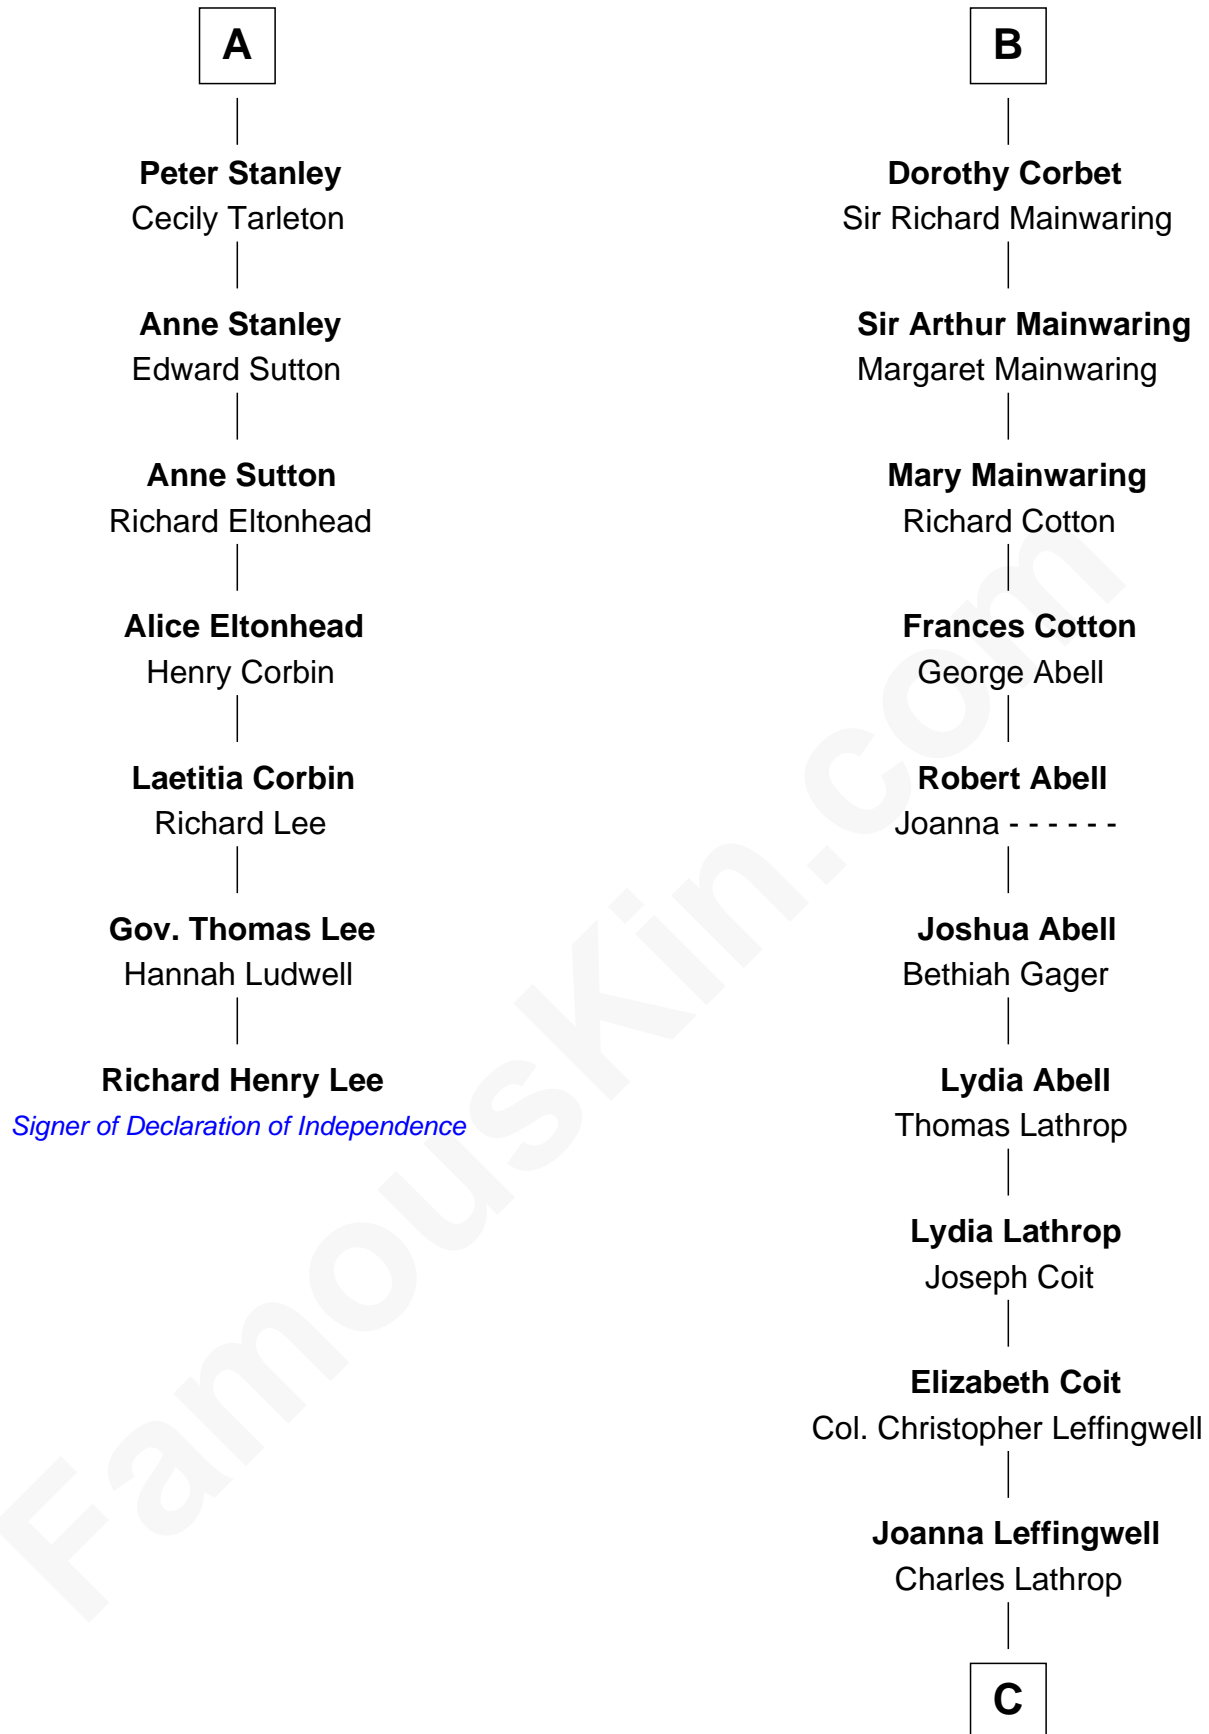 A
Peter Stanley
Cecily Tarleton
Anne Stanley
Edward Sutton
Anne Sutton
Richard Eltonhead
Alice Eltonhead
Henry Corbin
Laetitia Corbin
Richard Lee
Gov. Thomas Lee
Hannah Ludwell
Richard Henry Lee
Signer of Declaration of Independence
B
Dorothy Corbet
Sir Richard Mainwaring
Sir Arthur Mainwaring
Margaret Mainwaring
Mary Mainwaring
Richard Cotton
Frances Cotton
George Abell
Robert Abell
Joanna - - - - - -
Joshua Abell
Bethiah Gager
Lydia Abell
Thomas Lathrop
Lydia Lathrop
Joseph Coit
Elizabeth Coit
Col. Christopher Leffingwell
Joanna Leffingwell
Charles Lathrop
C
FamousKin.com